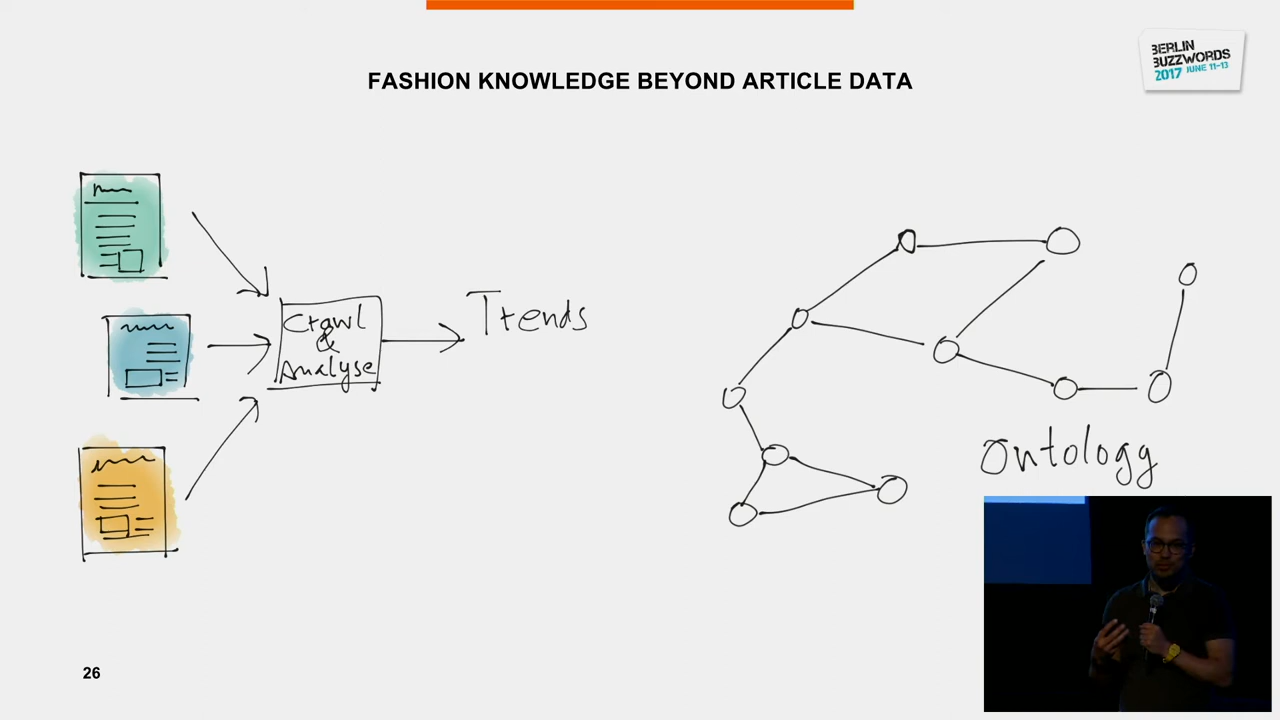 FASHION KNOWLEDGE BEYOND ARTICLE DATA
BERLIN
BUZZWORDS
2017 JUNE 11-13
Crawl
&
Analyse
Trends
Ontology
26